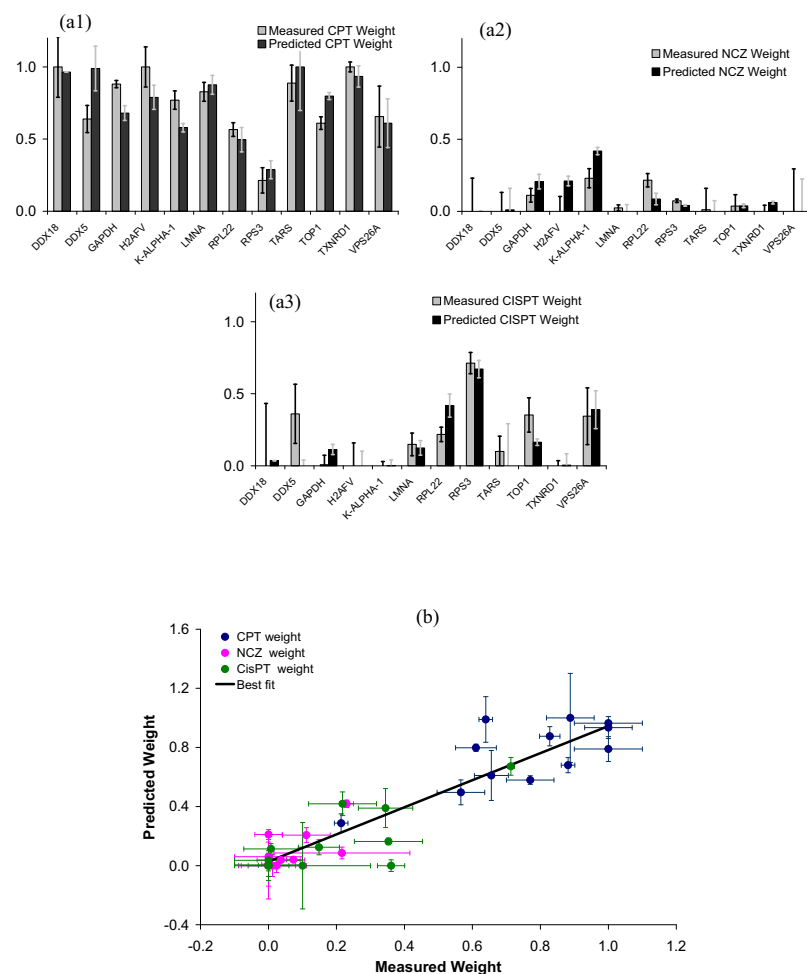 (a1)
Measured CPT Weight
Predicted CPT Weight
1.0
0.5
0.0
DDX18
DDX5
GAPDH
H2AFV
K-ALPHA-1
LMNA
RPL22
RPS3
TARS
TOP1
TXNRD1
VPS26A
(a2)
Measured NCZ Weight
Predicted NCZ Weight
1.0
0.5
0.0
DDX18
DDX5
GAPDH
H2AFV
K-ALPHA-1
LMNA
RPL22
RPS3
TARS
TOP1
TXNRD1
VPS26A
(a3)
Measured CISPT Weight
Predicted CISPT Weight
1.0
0.5
0.0
DDX18
DDX5
GAPDH
H2AFV
K-ALPHA-1
LMNA
RPL22
RPS3
TARS
TOP1
TXNRD1
VPS26A
(b)
CPT weight
NCZ weight
CisPT weight
Best fit
Predicted Weight
1.6
1.2
0.8
0.4
0.0
-0.4
-0.2 0.0 0.2 0.4 0.6 0.8 1.0 1.2
Measured Weight